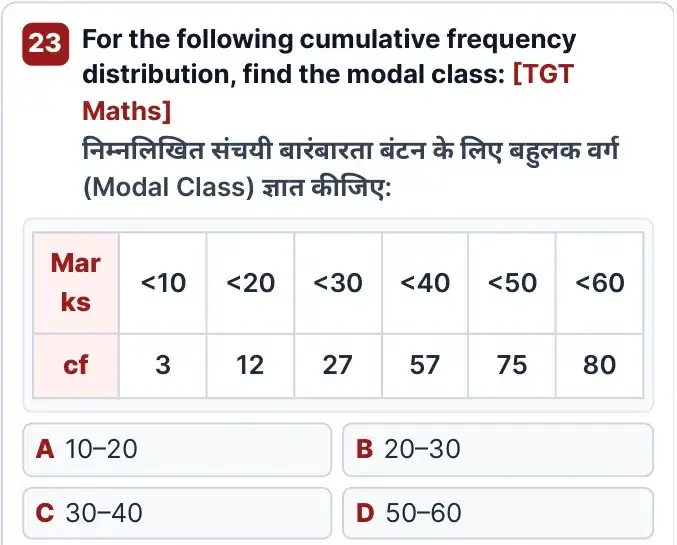 23 For the following cumulative frequency
distribution, find the modal class: [TGT
Maths]
निम्नलिखित संचयी बारंबारता बंटन के लिए बहुलक वर्ग
(Modal Class) ज्ञात कीजिए:
Mar
ks <10 <20 <30 <40 <50 <60
cf 3 12 27 57 75 80
A 10–20 B 20–30
C 30–40 D 50–60